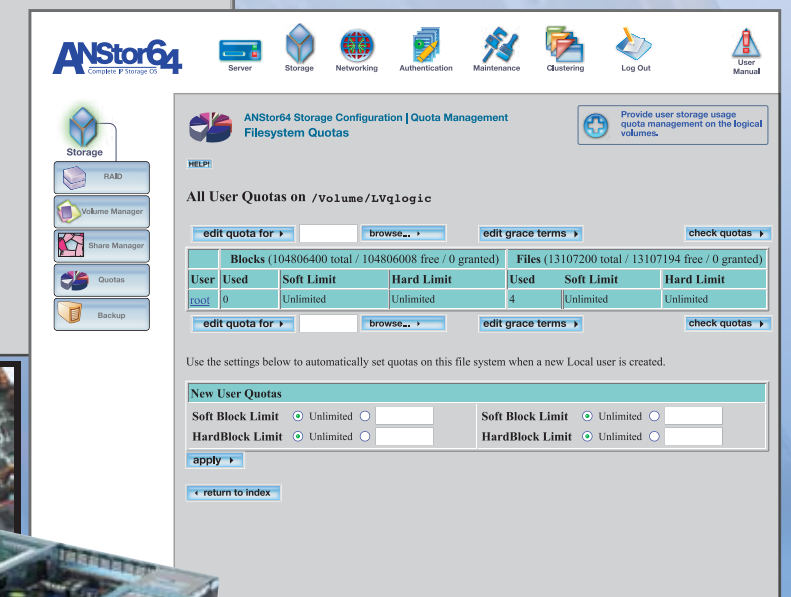 ANStor64
Complete IP Storage OS
Server
Storage
Networking
Authentication
Maintenance
Clustering
Log Out
User
Manual
Storage
RAID
Volume Manager
Share Manager
Quotas
Backup
ANStor64 Storage Configuration | Quota Management
Filesystem Quotas
Provide user storage usage
quota management on the logical
volumes.
HELP!
All User Quotas on /Volume/LVqlogic
edit quota for
browse...
edit grace terms
check quotas
Blocks (104806400 total / 104806008 free / 0 granted) Files (13107200 total / 13107194 free / 0 granted)
User Used Soft Limit Hard Limit Used Soft Limit Hard Limit
root 0 Unlimited Unlimited 4 Unlimited Unlimited
edit quota for
browse...
edit grace terms
check quotas
Use the settings below to automatically set quotas on this file system when a new Local user is created.
New User Quotas
Soft Block Limit Unlimited Soft Block Limit Unlimited
HardBlock Limit Unlimited HardBlock Limit Unlimited
apply
return to index